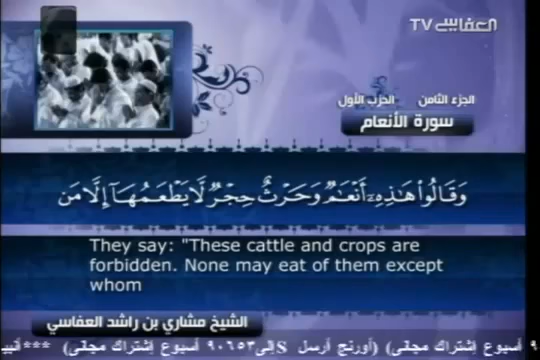 العفاسي TV
الجزء الثامن الحزب الأول
سورة الأنعام
وَقَالُوا۟ هَـٰذِهِۦٓ أَنْعَـٰمٌ وَحَرْثٌ حِجْرٌ لَّا يَطْعَمُهَآ إِلَّا مَن
They say: "These cattle and crops are
forbidden. None may eat of them except
whom
الشيخ مشاري بن راشد العفاسي
٩ أسبوع إشتراك مجاني) (أورنج أرسل S إلى ٩٠٦٥٣ أسبوع إشتراك مجاني) ***